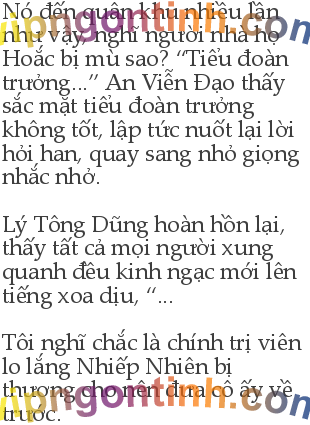 Nó đến quân khu nhiều lần
như vậy, nghĩ người nhà họ
Hoắc bị mù sao? “Tiểu đoàn
trưởng...” An Viễn Đạo thấy
sắc mặt tiểu đoàn trưởng
không tốt, lập tức nuốt lại lời
hỏi han, quay sang nhỏ giọng
nhắc nhở.
Lý Tông Dũng hoàn hồn lại,
thấy tất cả mọi người xung
quanh đều kinh ngạc mới lên
tiếng xoa dịu, “...
Tôi nghĩ chắc là chính trị viên
lo lắng Nhiếp Nhiên bị
thương cho nên đưa cô ấy về
trước.
vipngontinh.com
vipngontinh.com